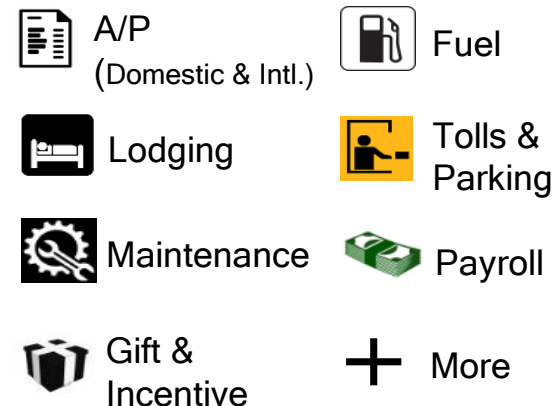 A/P
(Domestic & Intl.)
Fuel
Lodging
Tolls &
Parking
Maintenance
Payroll
Gift &
Incentive
More